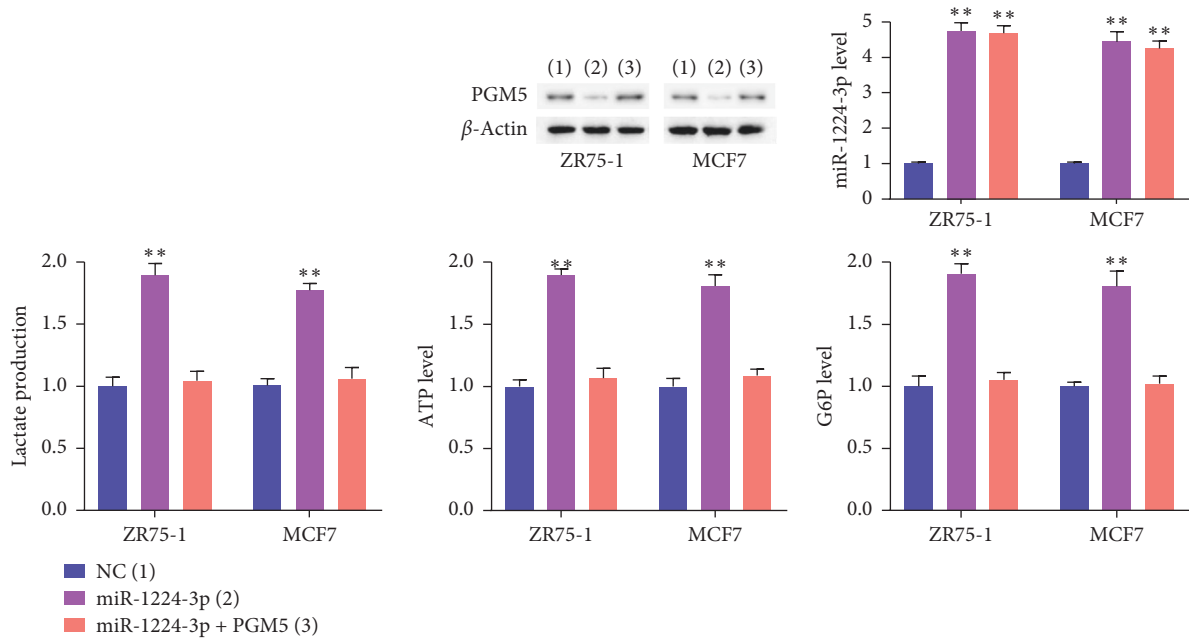 (1) (2) (3) (1) (2) (3)
PGM5
β-Actin
ZR75-1 MCF7
miR-1224-3p level
5
4
3
2
1
0
** ** ** **
ZR75-1 MCF7
Lactate production
2.0
1.5
1.0
0.5
0.0
** **
ZR75-1 MCF7
ATP level
2.0
1.5
1.0
0.5
0.0
** **
ZR75-1 MCF7
G6P level
2.0
1.5
1.0
0.5
0.0
** **
ZR75-1 MCF7
NC (1)
miR-1224-3p (2)
miR-1224-3p + PGM5 (3)